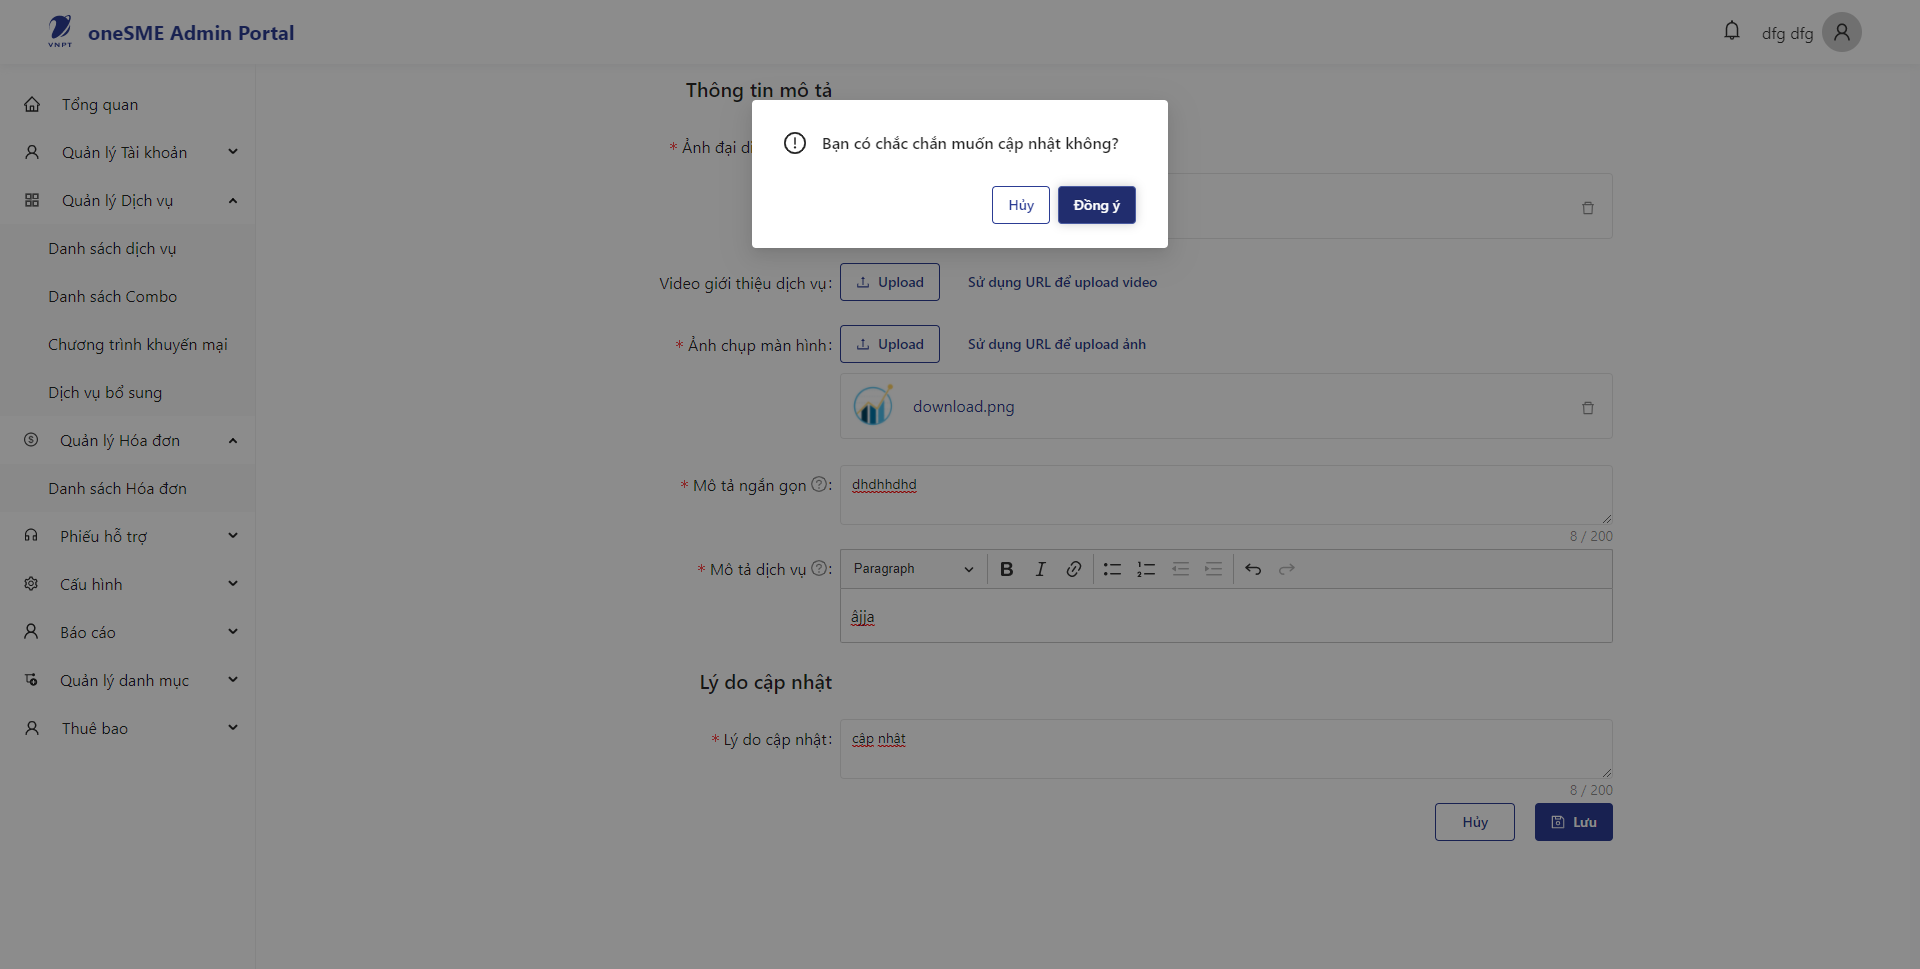 VNPT
oneSME Admin Portal
dfg dfg
Tổng quan
Quản lý Tài khoản
Quản lý Dịch vụ
Danh sách dịch vụ
Danh sách Combo
Chương trình khuyến mại
Dịch vụ bổ sung
Quản lý Hóa đơn
Danh sách Hóa đơn
Phiếu hỗ trợ
Cấu hình
Báo cáo
Quản lý danh mục
Thuê bao
Thông tin mô tả
* Ảnh đại di
Bạn có chắc chắn muốn cập nhật không?
Hủy
Đồng ý
Video giới thiệu dịch vụ:
Upload
Sử dụng URL để upload video
* Ảnh chụp màn hình:
Upload
Sử dụng URL để upload ảnh
download.png
* Mô tả ngắn gọn :
dhdhhdhd
8 / 200
* Mô tả dịch vụ :
Paragraph
âjja
Lý do cập nhật
* Lý do cập nhật:
cập nhật
8 / 200
Hủy
Lưu